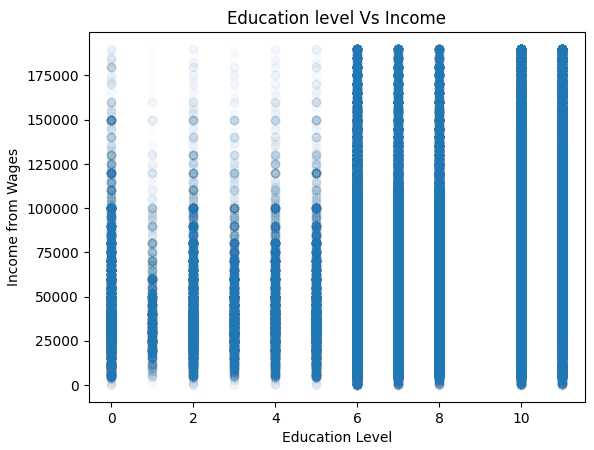 Education level Vs Income
Income from Wages
175000
150000
125000
100000
75000
50000
25000
0
0 2 4 6 8 10
Education Level